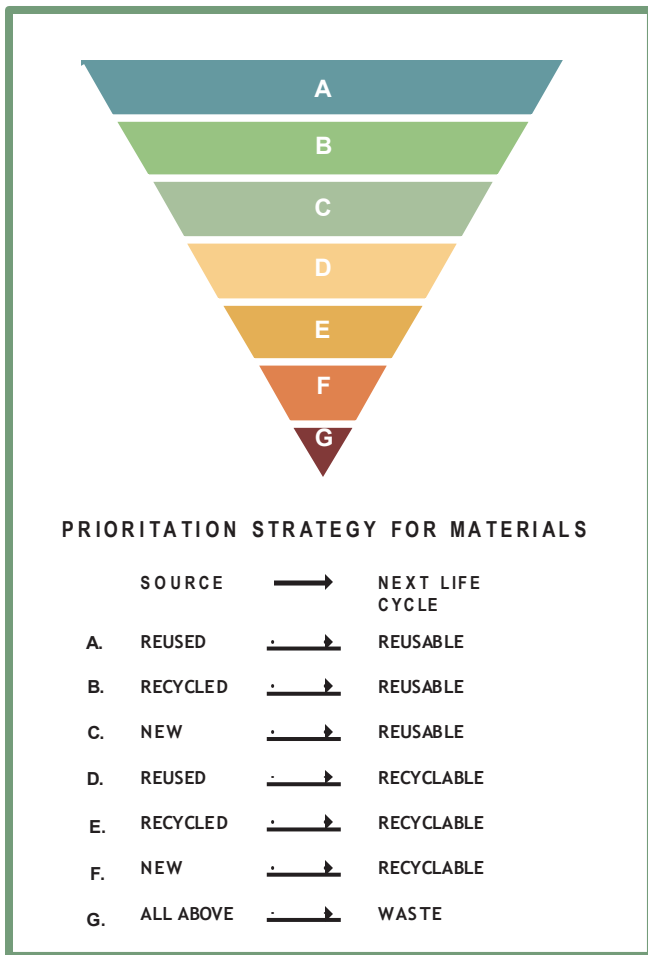 A
B
C
D
E
F
G
PRIORITATION STRATEGY FOR MATERIALS
SOURCE NEXT LIFE
CYCLE
A. REUSED REUSABLE
B. RECYCLED REUSABLE
C. NEW REUSABLE
D. REUSED RECYCLABLE
E. RECYCLED RECYCLABLE
F. NEW RECYCLABLE
G. ALL ABOVE WASTE